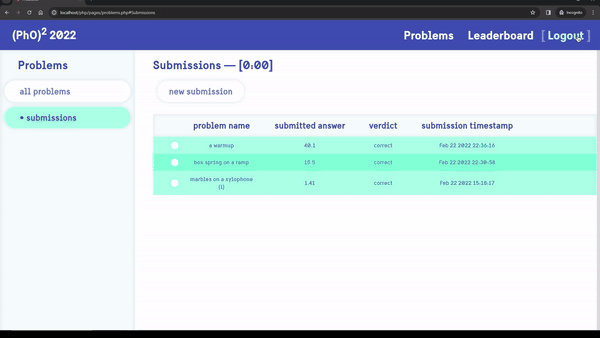 localhost/php/pages/problems.php#Submissions
Incognito
(PhO)² 2022
Problems
Leaderboard
[ Logout ]
Problems
all problems
• submissions
Submissions — [0:00]
new submission
problem name submitted answer verdict submission timestamp
a warmup 40.1 correct Feb 22 2022 22:36:16
box spring on a ramp 15.5 correct Feb 22 2022 22:30:58
marbles on a xylophone
(1) 1.41 correct Feb 22 2022 15:18:17